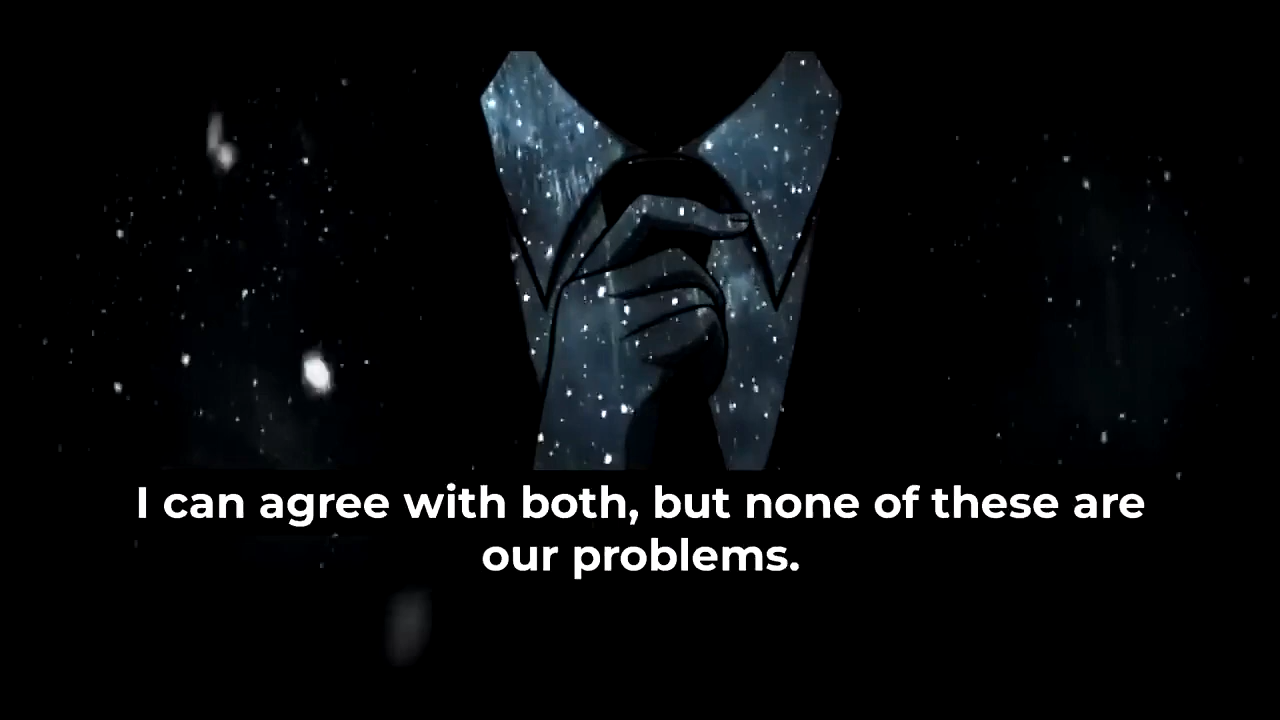 I can agree with both, but none of these are
our problems.